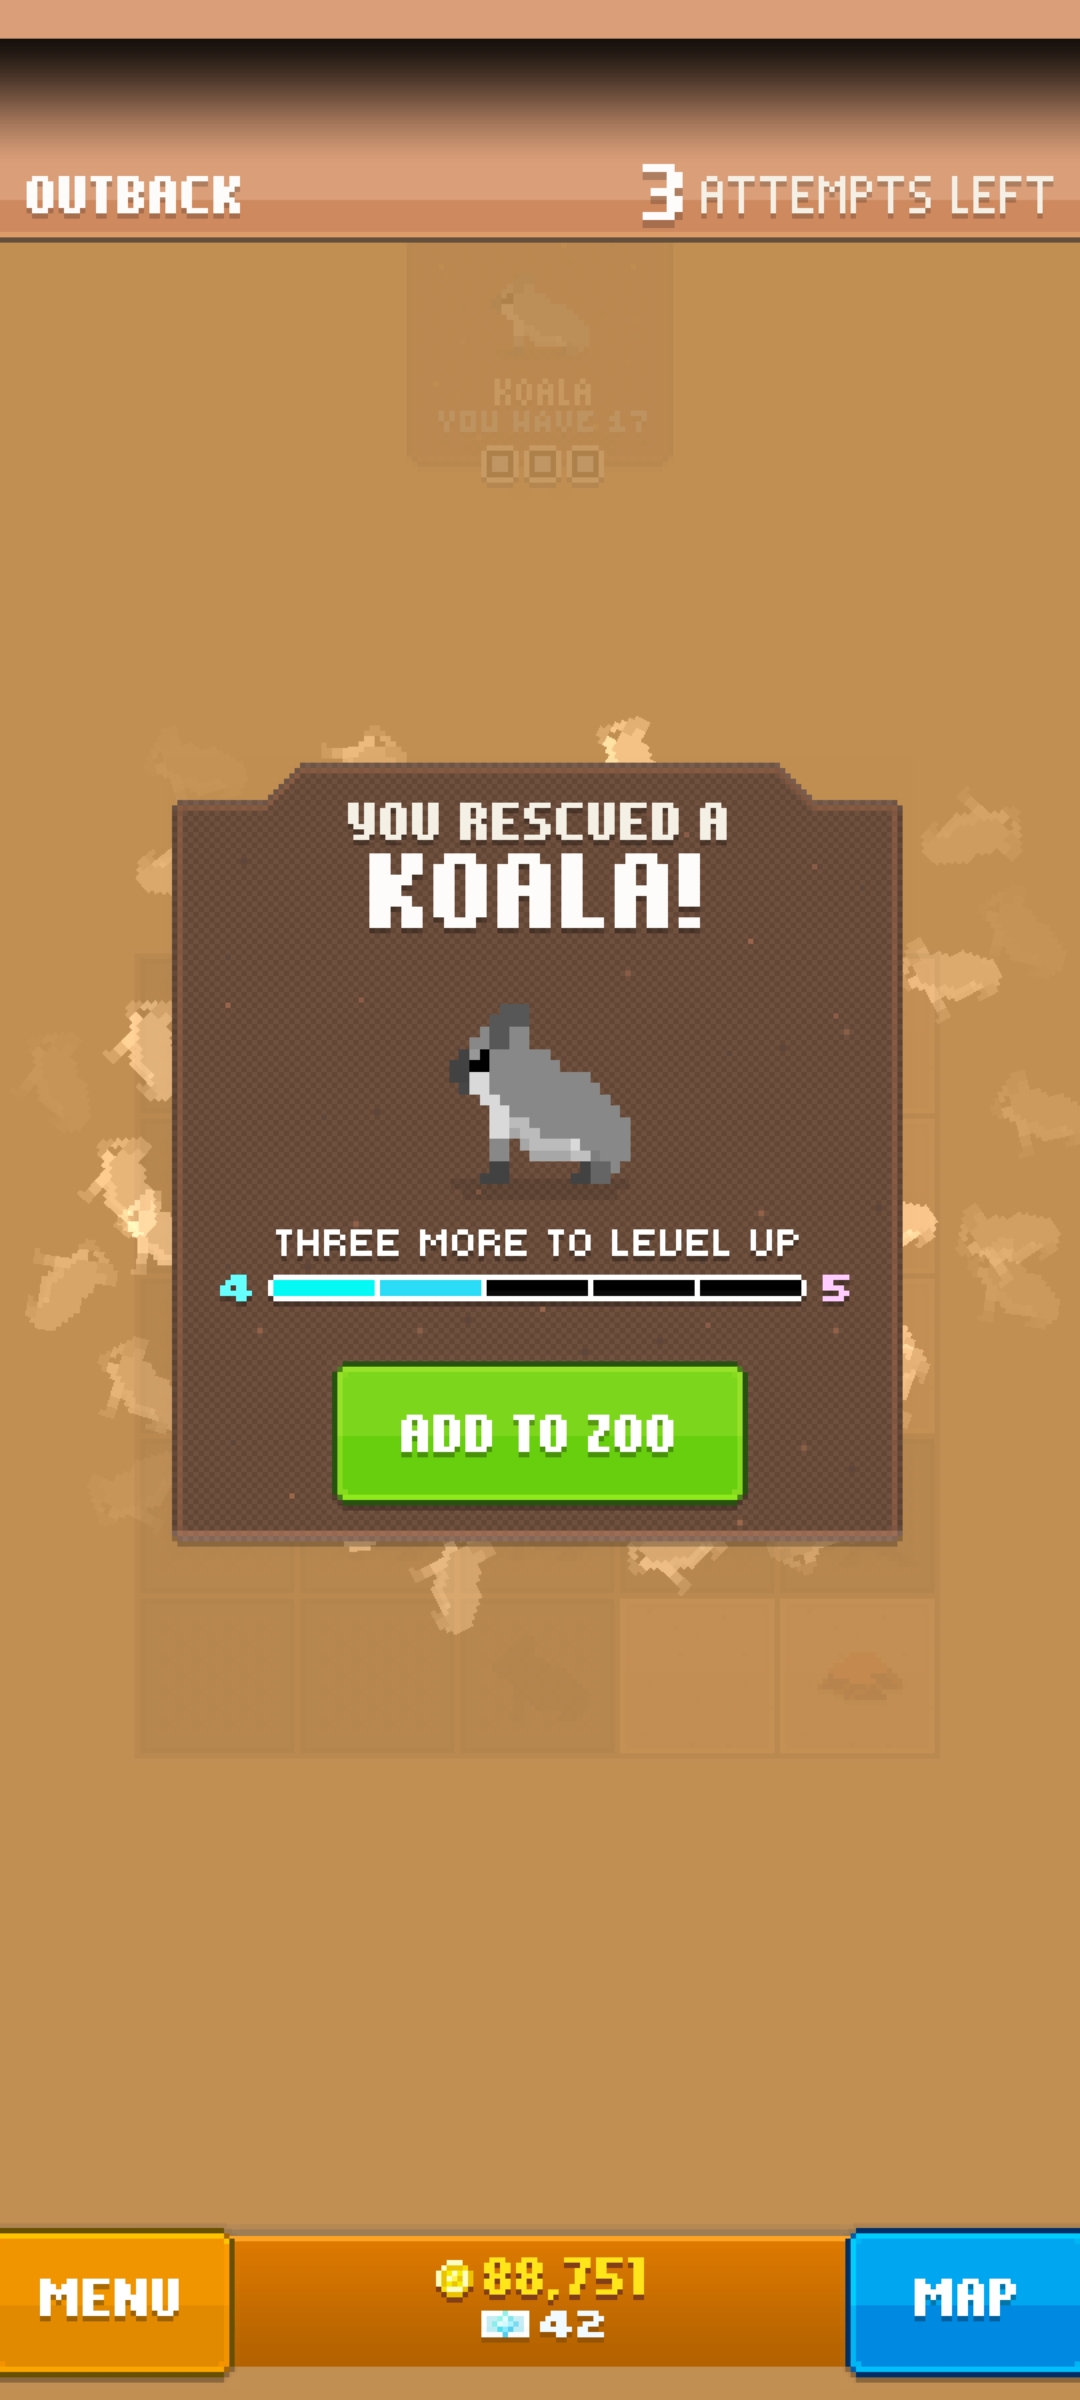 OUTBACK
3 ATTEMPTS LEFT
KOALA
YOU HAVE 17
YOU RESCUED A
KOALA!
THREE MORE TO LEVEL UP
4 5
ADD TO ZOO
MENU
88,751
42
MAP